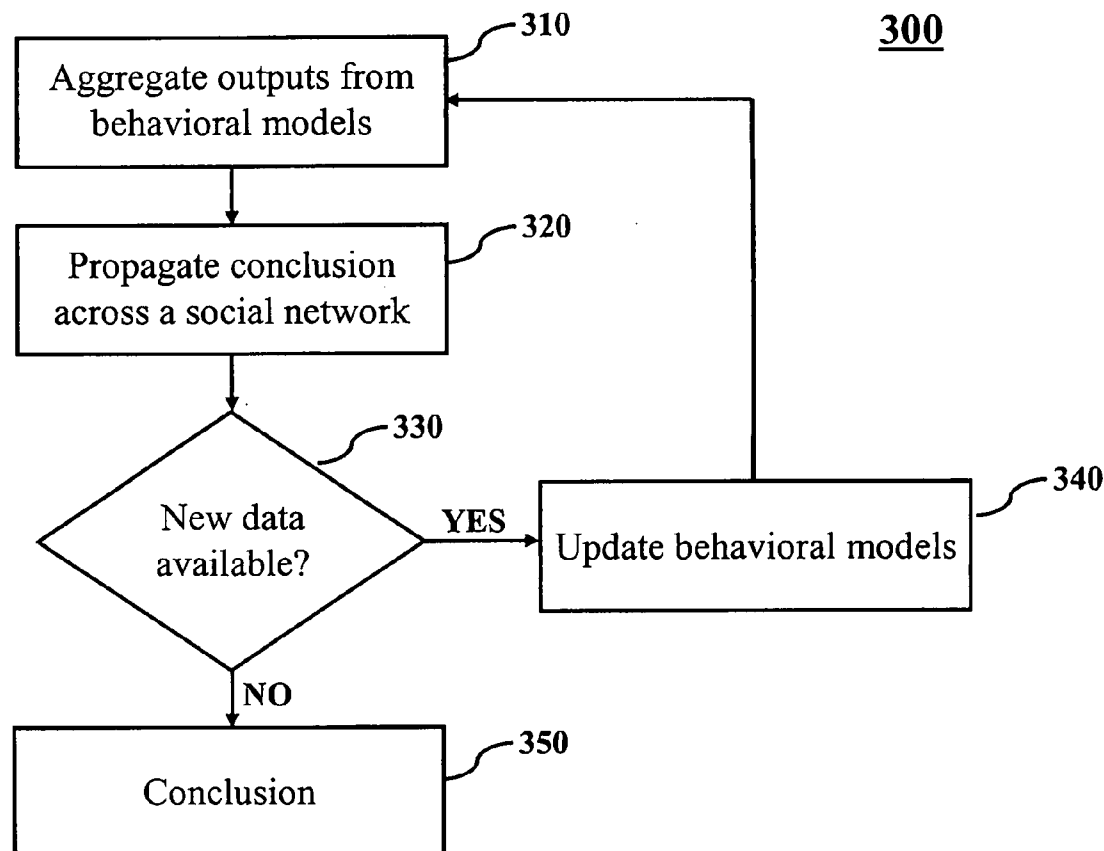 310
300
Aggregate outputs from
behavioral models
320
Propagate conclusion
across a social network
330
New data
available?
YES
340
Update behavioral models
NO
350
Conclusion